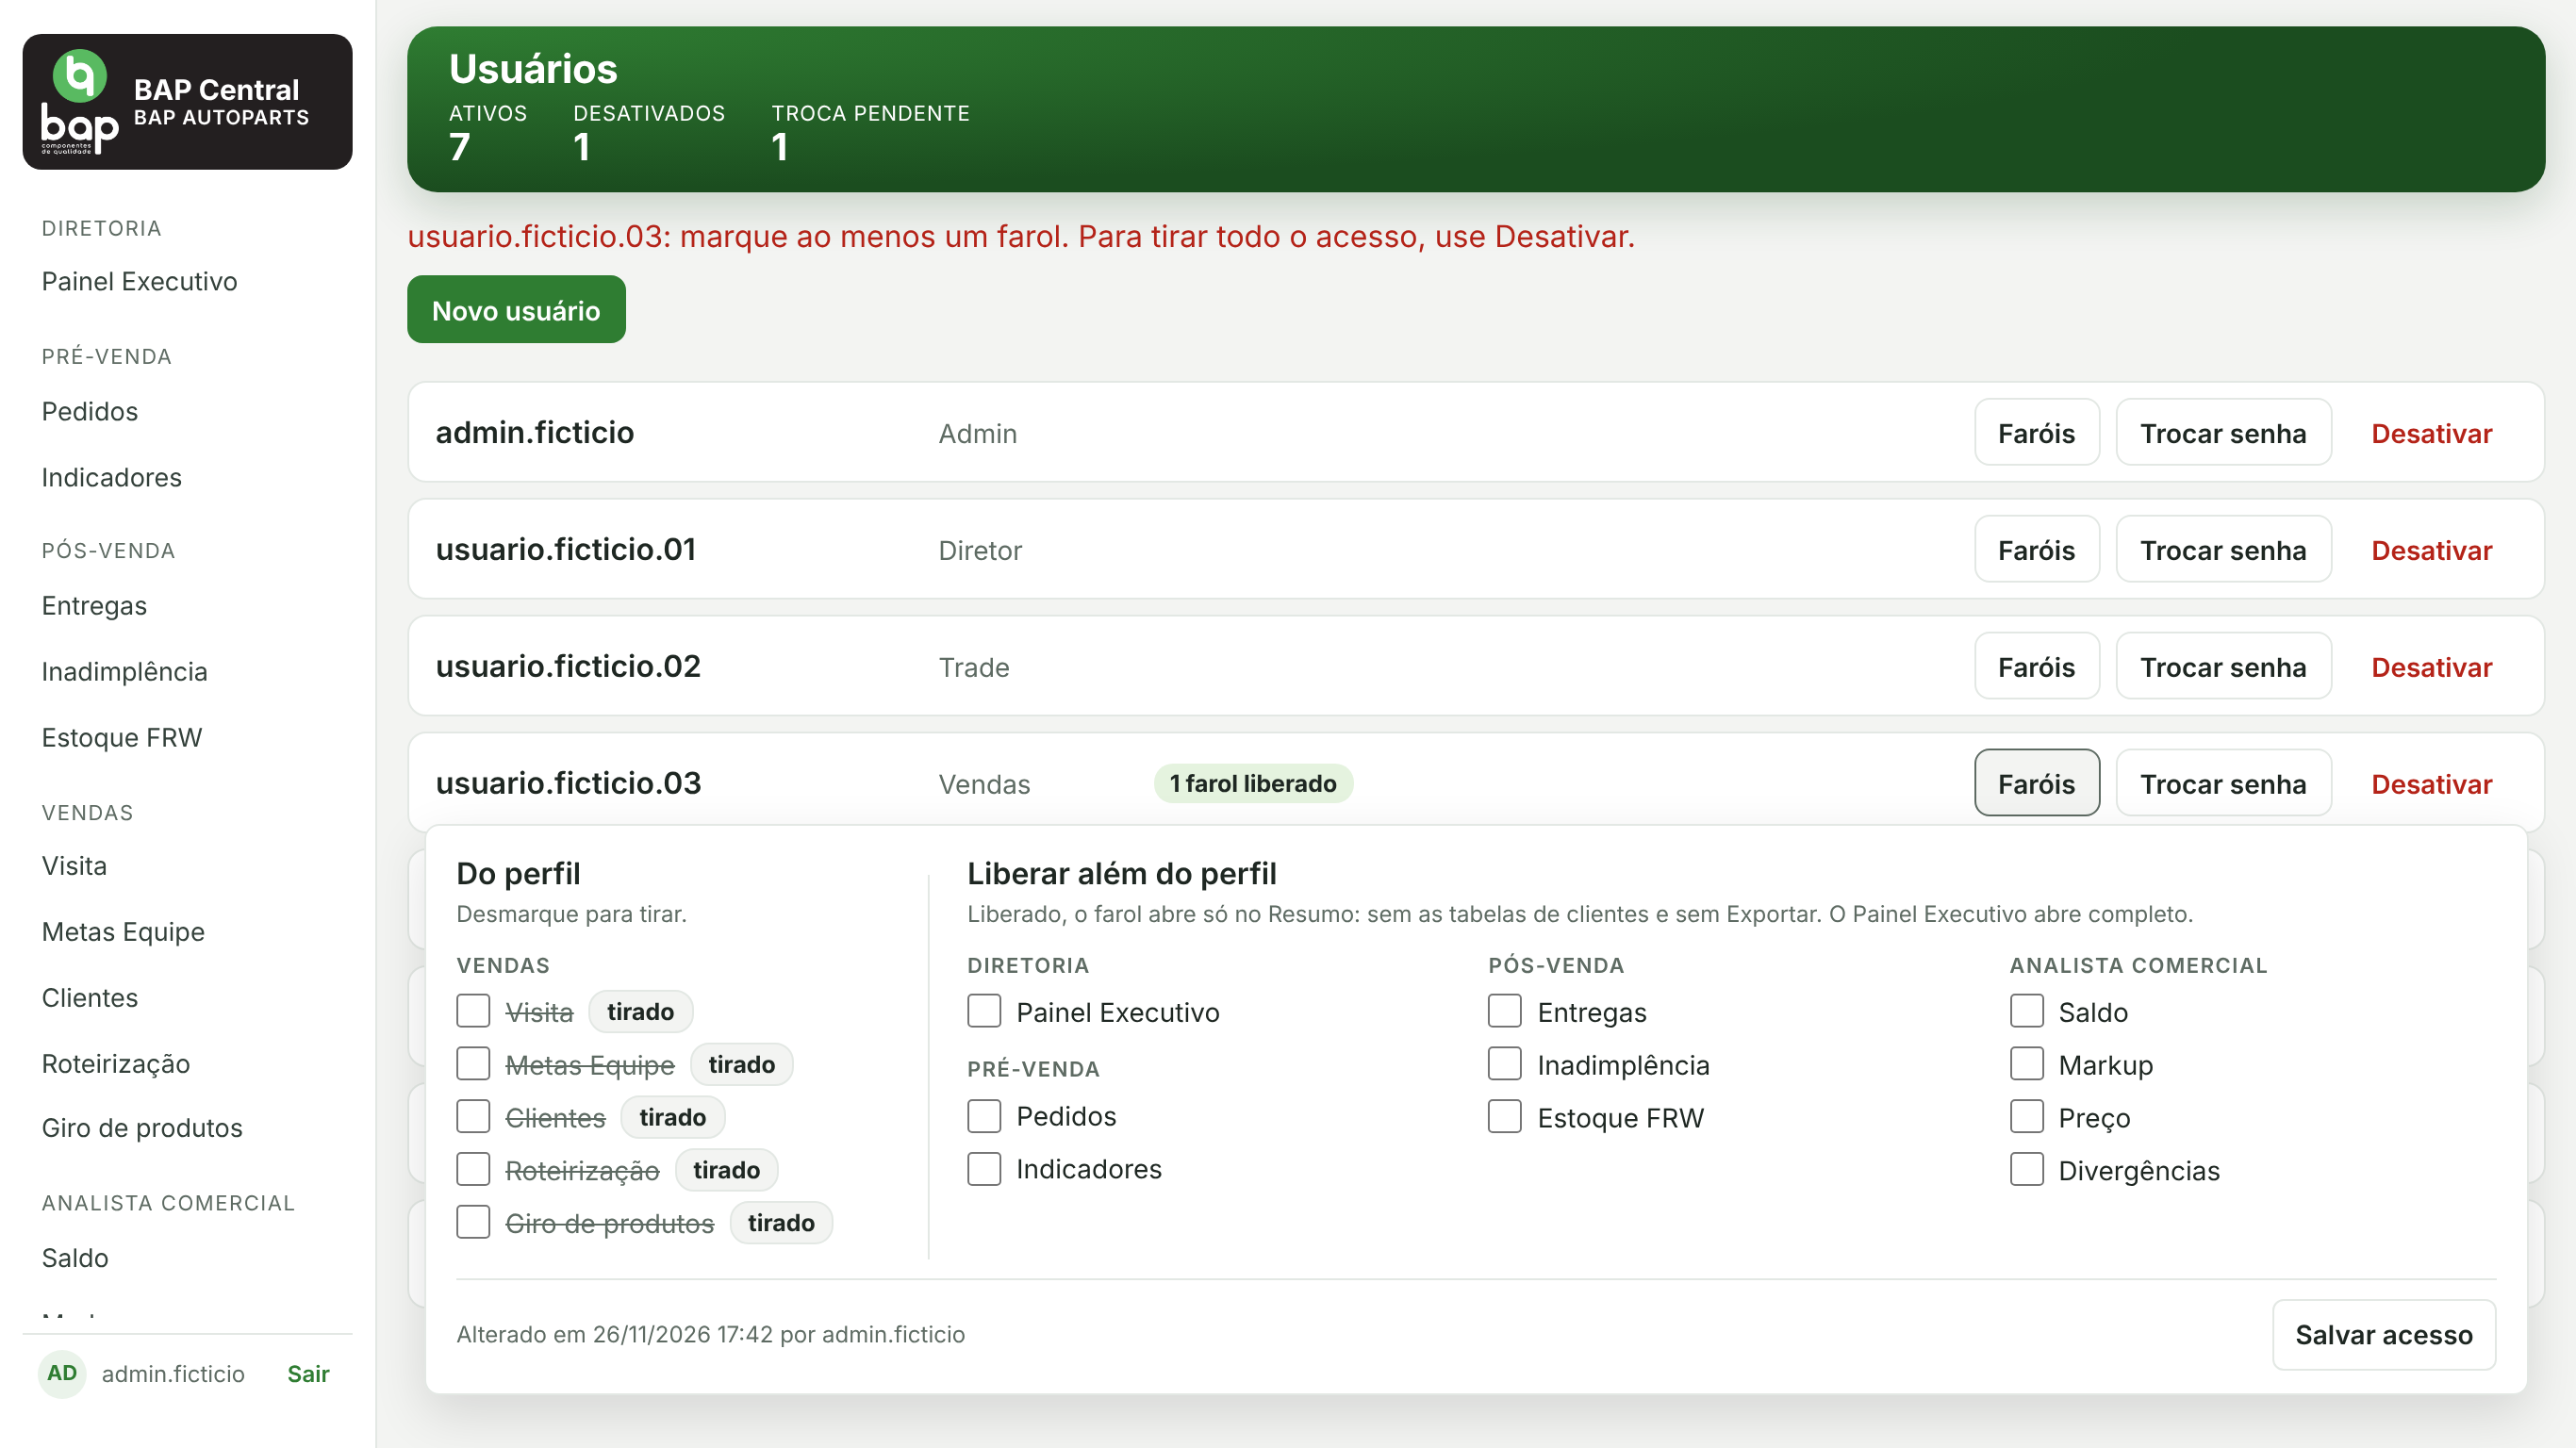 bap
componentes
de qualidade
BAP Central
BAP AUTOPARTS
DIRETORIA
Painel Executivo
PRÉ-VENDA
Pedidos
Indicadores
PÓS-VENDA
Entregas
Inadimplência
Estoque FRW
VENDAS
Visita
Metas Equipe
Clientes
Roteirização
Giro de produtos
ANALISTA COMERCIAL
Saldo
AD admin.ficticio Sair
Usuários
ATIVOS DESATIVADOS TROCA PENDENTE
7 1 1
usuario.ficticio.03: marque ao menos um farol. Para tirar todo o acesso, use Desativar.
Novo usuário
admin.ficticio Admin Faróis Trocar senha Desativar
usuario.ficticio.01 Diretor Faróis Trocar senha Desativar
usuario.ficticio.02 Trade Faróis Trocar senha Desativar
usuario.ficticio.03 Vendas 1 farol liberado Faróis Trocar senha Desativar
Do perfil
Desmarque para tirar.
VENDAS
Visita tirado
Metas Equipe tirado
Clientes tirado
Roteirização tirado
Giro de produtos tirado
Liberar além do perfil
Liberado, o farol abre só no Resumo: sem as tabelas de clientes e sem Exportar. O Painel Executivo abre completo.
DIRETORIA
Painel Executivo
PRÉ-VENDA
Pedidos
Indicadores
PÓS-VENDA
Entregas
Inadimplência
Estoque FRW
ANALISTA COMERCIAL
Saldo
Markup
Preço
Divergências
Alterado em 26/11/2026 17:42 por admin.ficticio
Salvar acesso